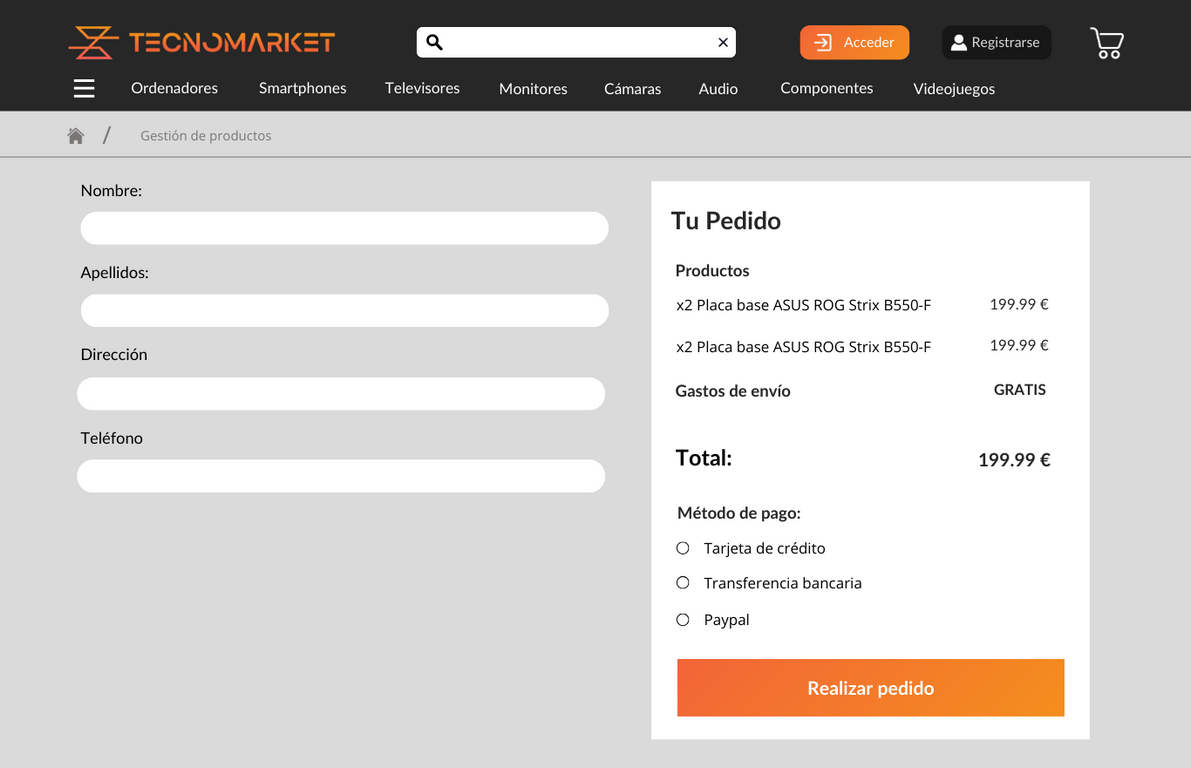 TECNOMARKET
Acceder
Registrarse
Ordenadores Smartphones Televisores Monitores Cámaras Audio Componentes Videojuegos
/ Gestión de productos
Nombre:
Apellidos:
Dirección
Teléfono
Tu Pedido
Productos
x2 Placa base ASUS ROG Strix B550-F 199.99 €
x2 Placa base ASUS ROG Strix B550-F 199.99 €
Gastos de envío GRATIS
Total: 199.99 €
Método de pago:
Tarjeta de crédito
Transferencia bancaria
Paypal
Realizar pedido